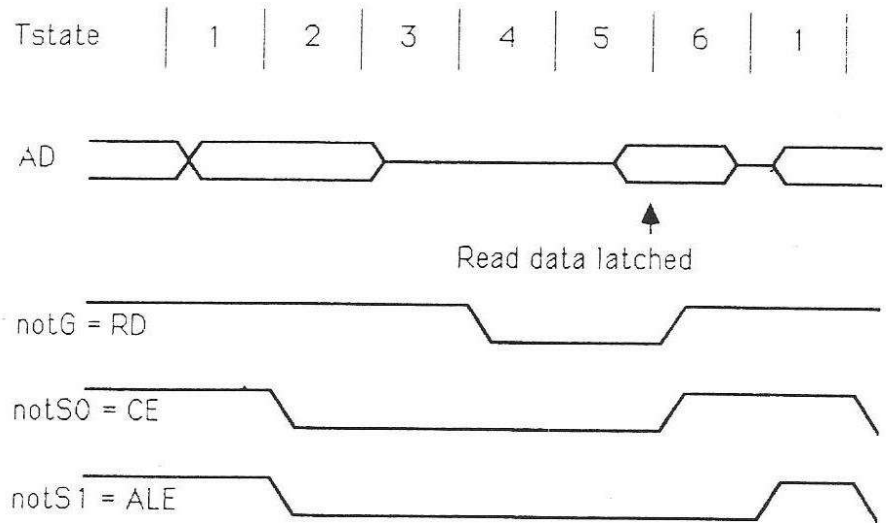 Tstate 1 2 3 4 5 6 1
AD
Read data latched
notG = RD
notS0 = CE
notS1 = ALE